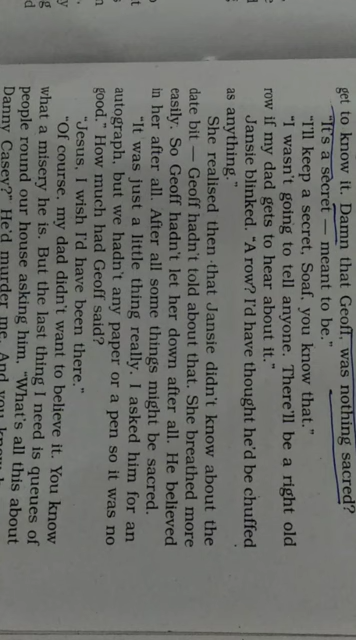 get to know it. Damn that Geoff, was nothing sacred?
"It's a secret — meant to be."
"I'll keep a secret, Soaf, you know that."
"I wasn't going to tell anyone. There'll be a right old
row if my dad gets to hear about it."
Jansie blinked. "A row? I'd have thought he'd be chuffed
as anything."
She realised then that Jansie didn't know about the
date bit — Geoff hadn't told about that. She breathed more
easily. So Geoff hadn't let her down after all. He believed
in her after all. After all some things might be sacred.
"It was just a little thing really. I asked him for an
autograph, but we hadn't any paper or a pen so it was no
good." How much had Geoff said?
"Jesus, I wish I'd have been there."
"Of course, my dad didn't want to believe it. You know
what a misery he is. But the last thing I need is queues of
people round our house asking him, "What's all this about
Danny Casey?" He'd murder me. And you